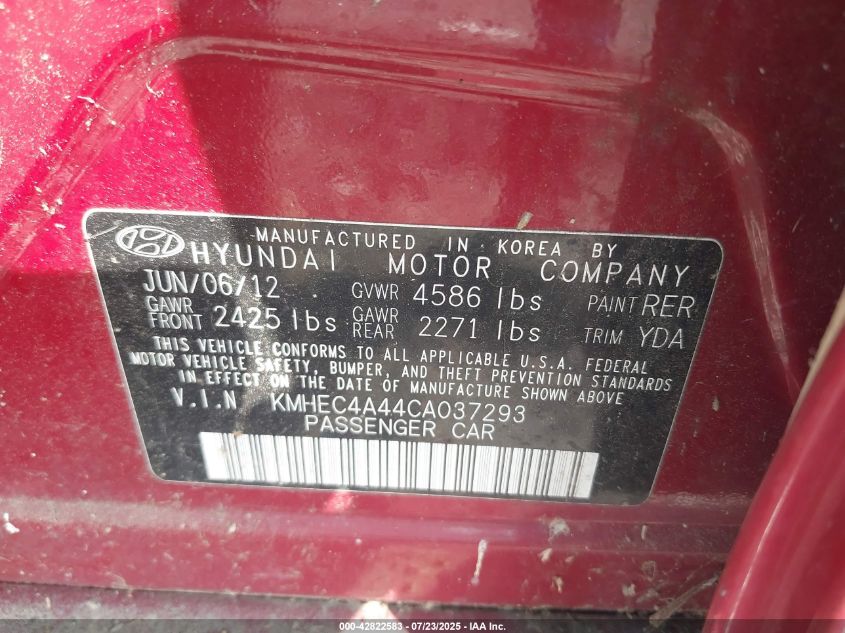 MANUFACTURED IN KOREA BY
HYUNDAI MOTOR COMPANY
JUN/06/12 GVWR 4586 lbs PAINT RER
GAWR FRONT 2425 lbs GAWR REAR 2271 lbs TRIM YDA
THIS VEHICLE CONFORMS TO ALL APPLICABLE U.S.A. FEDERAL
MOTOR VEHICLE SAFETY, BUMPER, AND THEFT PREVENTION STANDARDS
IN EFFECT ON THE DATE OF MANUFACTURE SHOWN ABOVE
V.I.N KMHEC4A44CA037293
PASSENGER CAR
000-42822583 - 07/23/2025 - IAA, Inc.